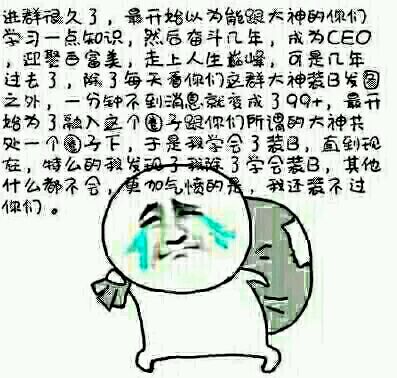 进群很久了，最开始以为能跟大神的你们
学习一点知识，然后奋斗几年，成为CEO
，迎娶白富美，走上人生巅峰，可是几年
过去了，除了每天看你们这群大神装B发图
之外，一分钟不到消息就变成了99+，最开
始为了融入这个圈子跟你们所谓的大神共
处一个圈子下，于是我学会了装B，直到现
在，特么的我发现了我除了学会装B，其他
什么都不会，更加气愤的是，我还装不过
你们。